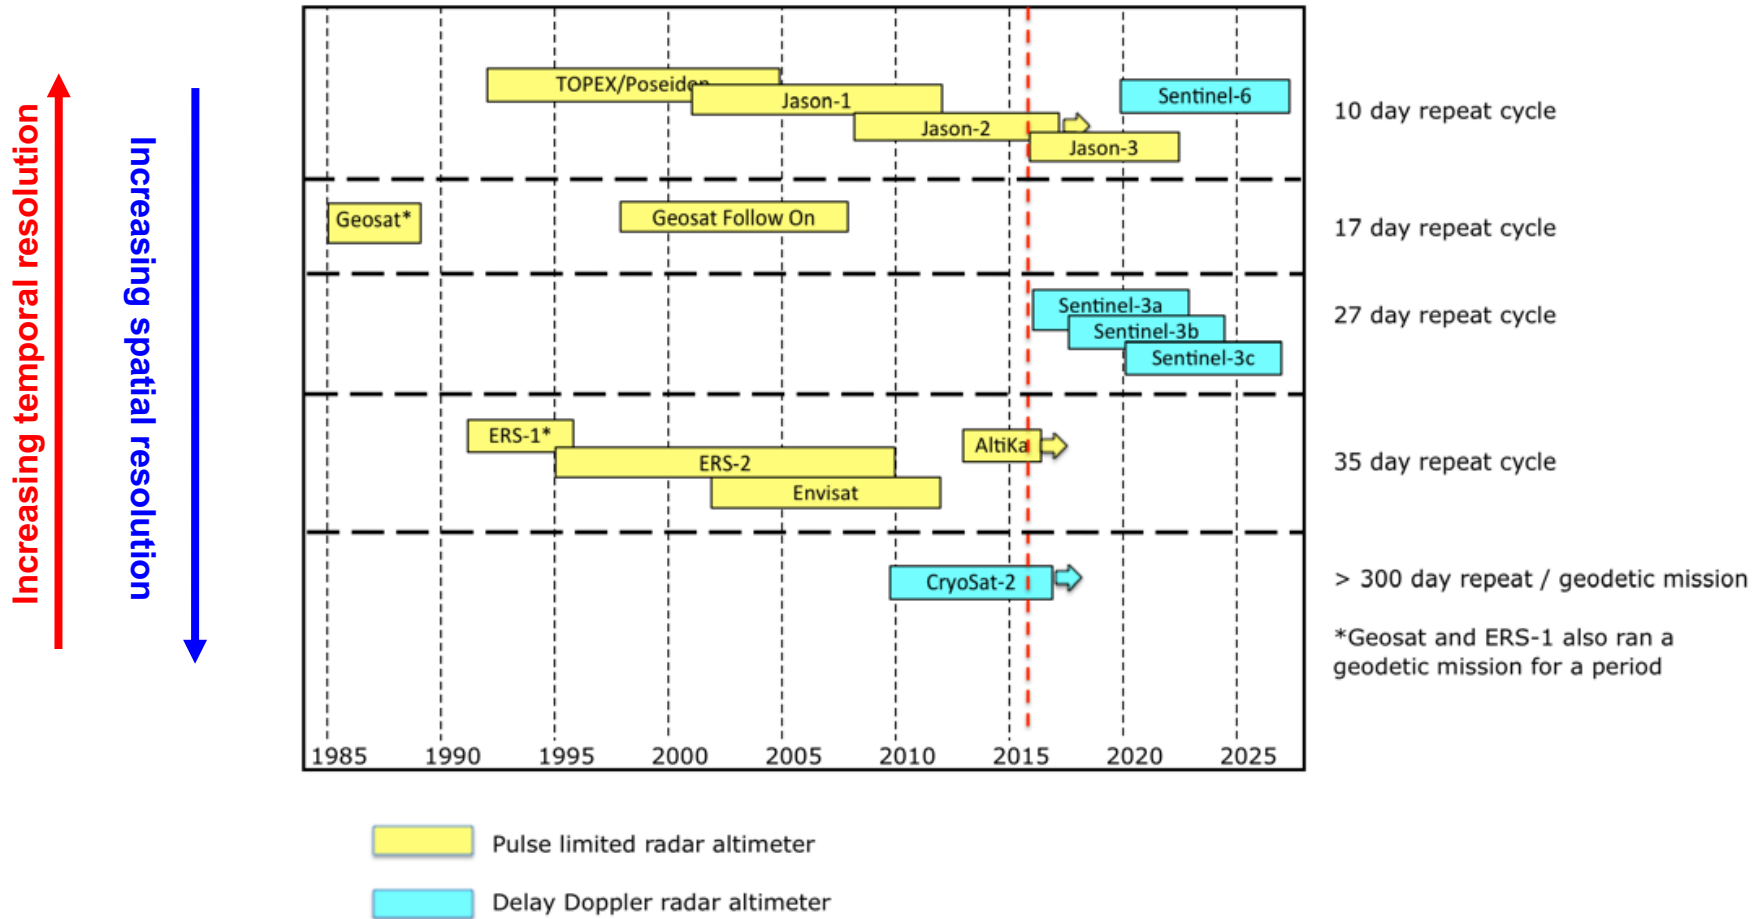 Increasing temporal resolution
Increasing spatial resolution
TOPEX/Poseidon
Jason-1
Jason-2
Jason-3
Sentinel-6
10 day repeat cycle
Geosat*
Geosat Follow On
17 day repeat cycle
Sentinel-3a
Sentinel-3b
Sentinel-3c
27 day repeat cycle
ERS-1*
ERS-2
Envisat
AltiKa
35 day repeat cycle
CryoSat-2
> 300 day repeat / geodetic mission
*Geosat and ERS-1 also ran a
geodetic mission for a period
1985 1990 1995 2000 2005 2010 2015 2020 2025
Pulse limited radar altimeter
Delay Doppler radar altimeter